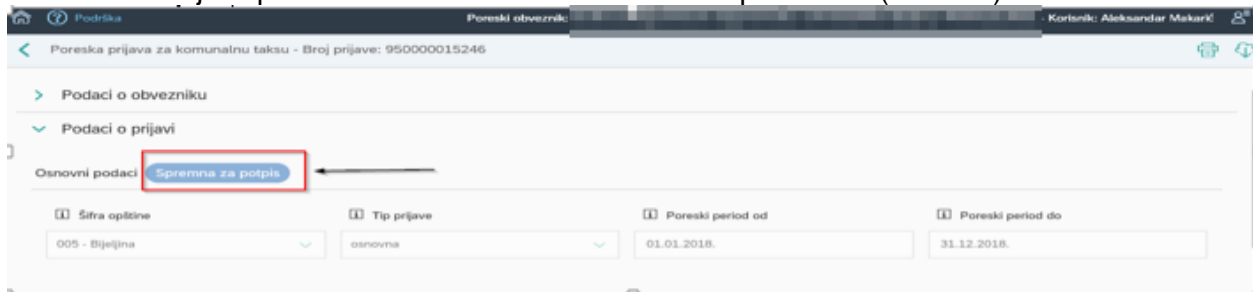 Podrška Poreski obveznik: - Korisnik: Aleksandar Makarić
Poreska prijava za komunalnu taksu - Broj prijave: 950000015246
Podaci o obvezniku
Podaci o prijavi
Osnovni podaci Spremna za potpis
Šifra opštine Tip prijave Poreski period od Poreski period do
005 - Bijeljina osnovna 01.01.2018. 31.12.2018.